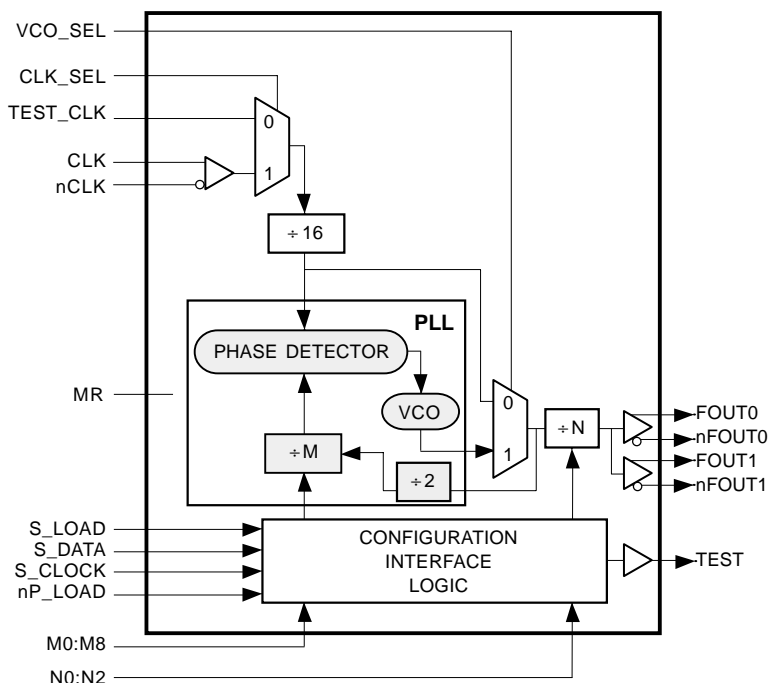 VCO_SEL
CLK_SEL
TEST_CLK
0
CLK
1
nCLK
÷16
PLL
PHASE DETECTOR
MR
VCO
0
1
÷N
FOUT0
nFOUT0
FOUT1
nFOUT1
÷M
÷2
S_LOAD
S_DATA
S_CLOCK
nP_LOAD
CONFIGURATION
INTERFACE
LOGIC
TEST
M0:M8
N0:N2